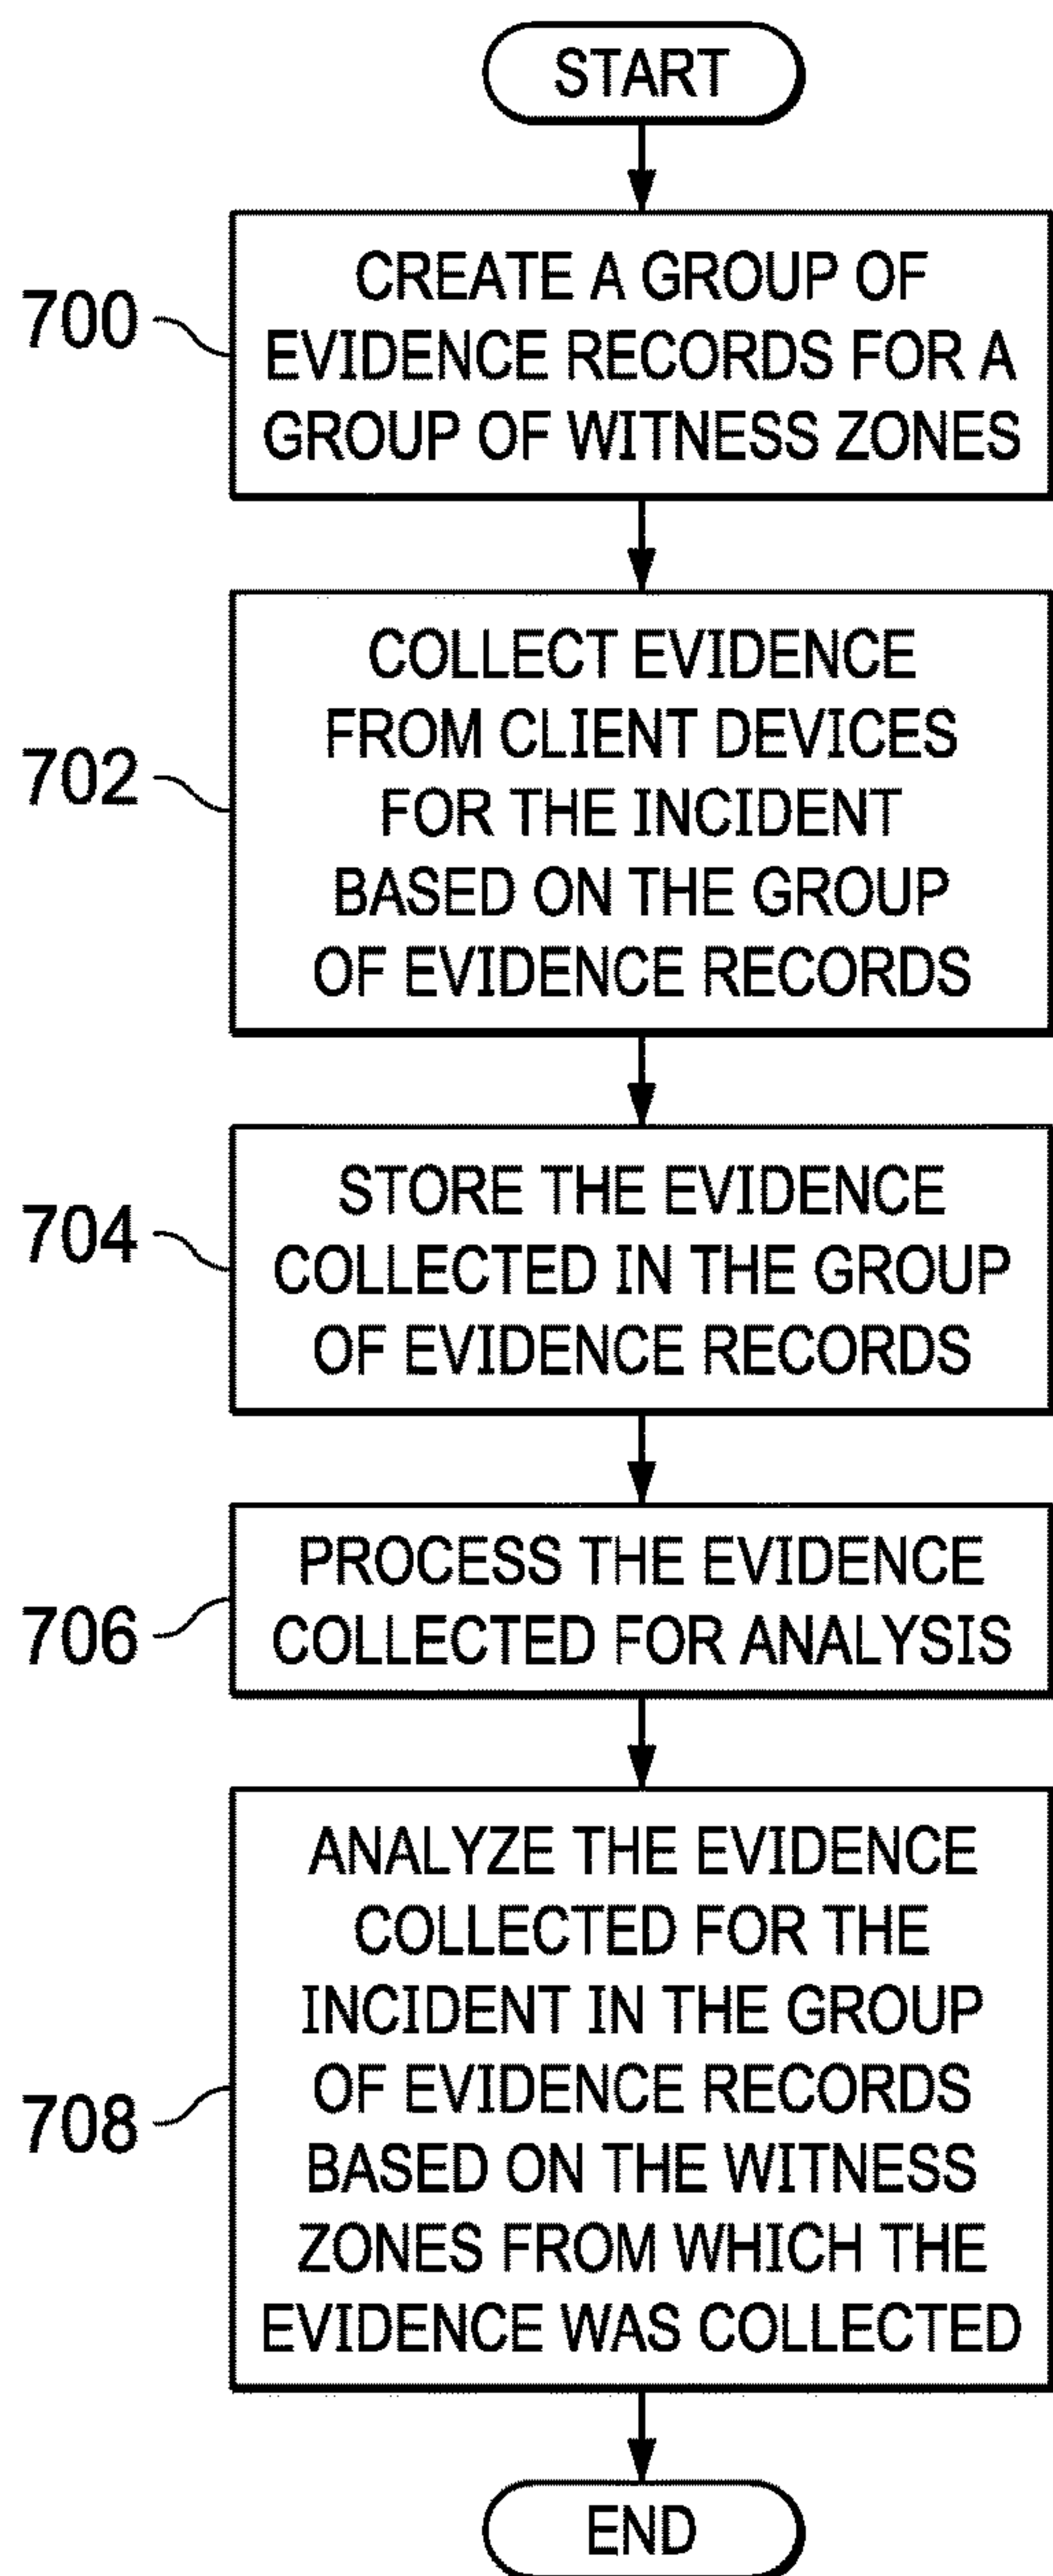 START
700
CREATE A GROUP OF
EVIDENCE RECORDS FOR A
GROUP OF WITNESS ZONES
702
COLLECT EVIDENCE
FROM CLIENT DEVICES
FOR THE INCIDENT
BASED ON THE GROUP
OF EVIDENCE RECORDS
704
STORE THE EVIDENCE
COLLECTED IN THE GROUP
OF EVIDENCE RECORDS
706
PROCESS THE EVIDENCE
COLLECTED FOR ANALYSIS
708
ANALYZE THE EVIDENCE
COLLECTED FOR THE
INCIDENT IN THE GROUP
OF EVIDENCE RECORDS
BASED ON THE WITNESS
ZONES FROM WHICH THE
EVIDENCE WAS COLLECTED
END